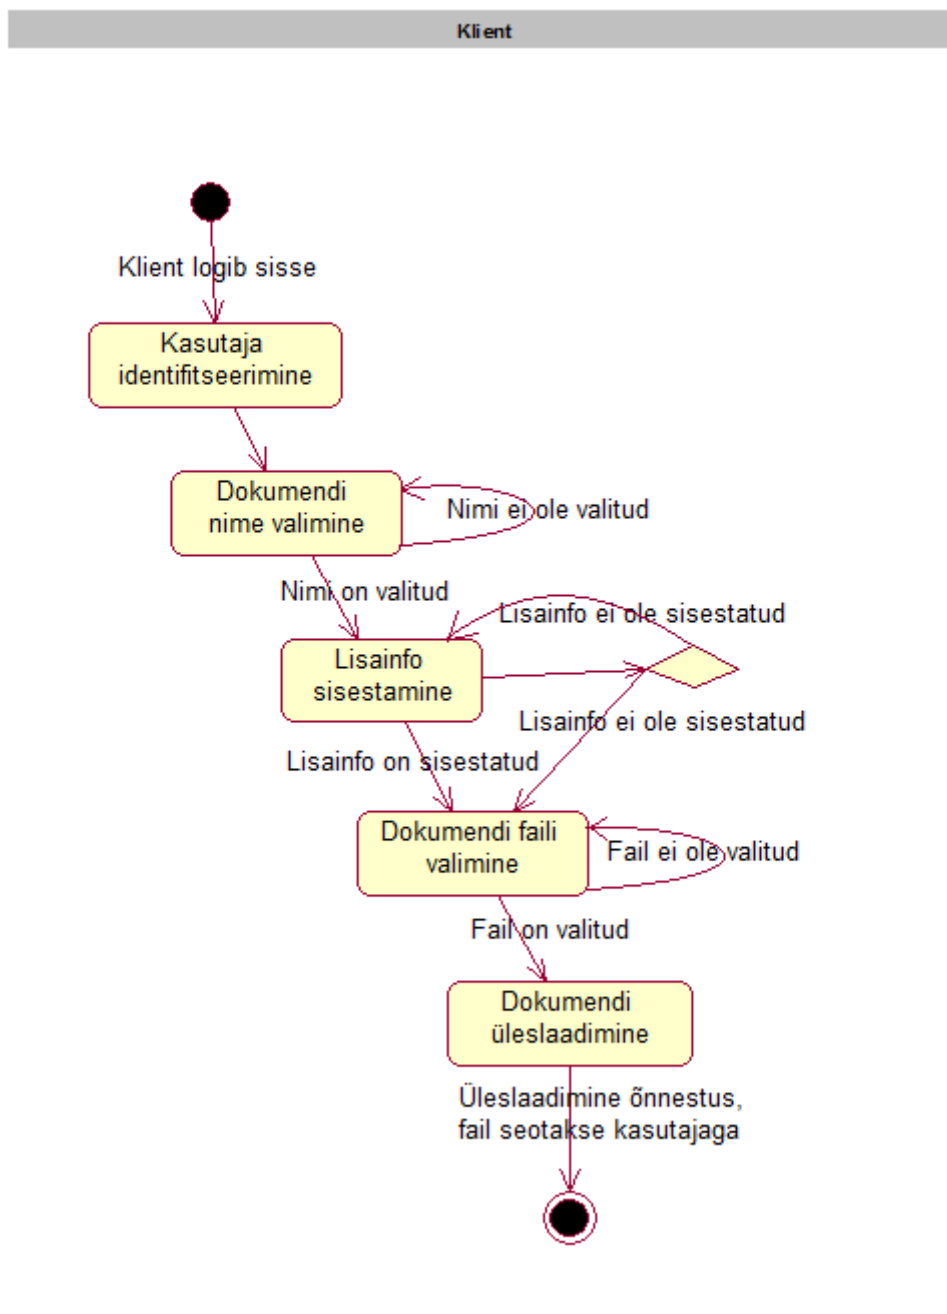 Klient
Klient logib sisse
Kasutaja
identifitseerimine
Dokumendi
nime valimine
Nimi ei ole valitud
Nimi on valitud
Lisainfo ei ole sisestatud
Lisainfo
sisestamine
Lisainfo ei ole sisestatud
Lisainfo on sisestatud
Dokumendi faili
valimine
Fail ei ole valitud
Fail on valitud
Dokumendi
üleslaadimine
Üleslaadimine õnnestus,
fail seotakse kasutajaga